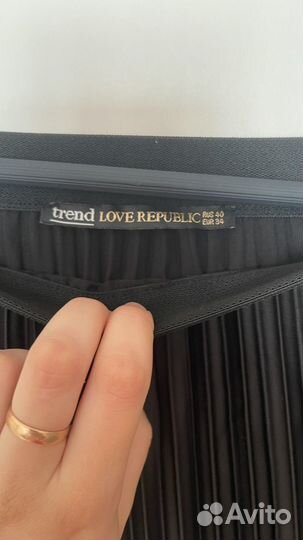 trend LOVE REPUBLIC RUS 40
EUR 34
Avito